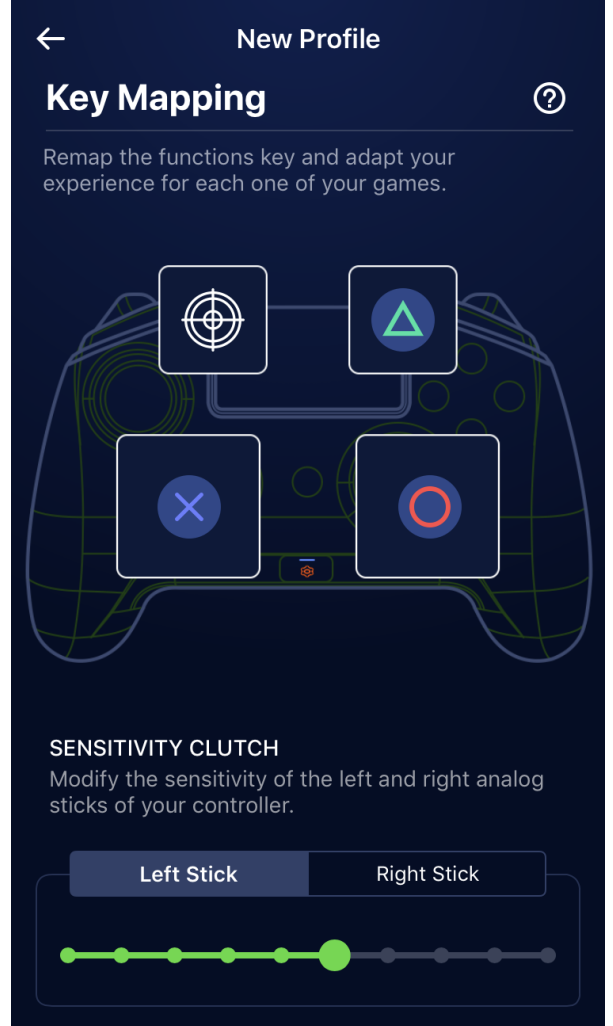 New Profile
Key Mapping
Remap the functions key and adapt your
experience for each one of your games.
SENSITIVITY CLUTCH
Modify the sensitivity of the left and right analog
sticks of your controller.
Left Stick
Right Stick